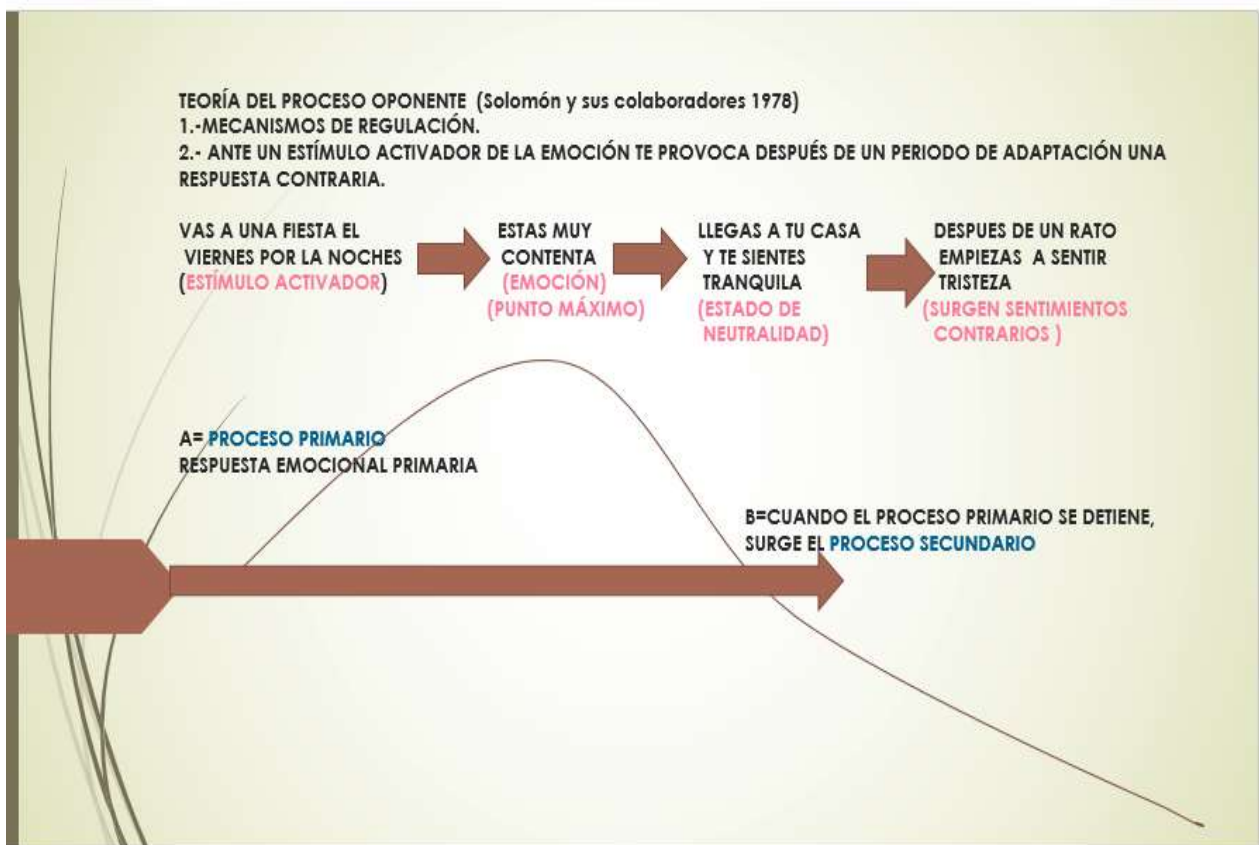 TEORÍA DEL PROCESO OPONENTE (Solomón y sus colaboradores 1978)
1.-MECANISMOS DE REGULACIÓN.
2.- ANTE UN ESTÍMULO ACTIVADOR DE LA EMOCIÓN TE PROVOCA DESPUÉS DE UN PERIODO DE ADAPTACIÓN UNA
RESPUESTA CONTRARIA.
VAS A UNA FIESTA EL
VIERNES POR LA NOCHES
(ESTÍMULO ACTIVADOR)
ESTAS MUY
CONTENTA
(EMOCIÓN)
(PUNTO MÁXIMO)
LLEGAS A TU CASA
Y TE SIENTES
TRANQUILA
(ESTADO DE
NEUTRALIDAD)
DESPUES DE UN RATO
EMPIEZAS A SENTIR
TRISTEZA
(SURGEN SENTIMIENTOS
CONTRARIOS )
A= PROCESO PRIMARIO
RESPUESTA EMOCIONAL PRIMARIA
B=CUANDO EL PROCESO PRIMARIO SE DETIENE,
SURGE EL PROCESO SECUNDARIO